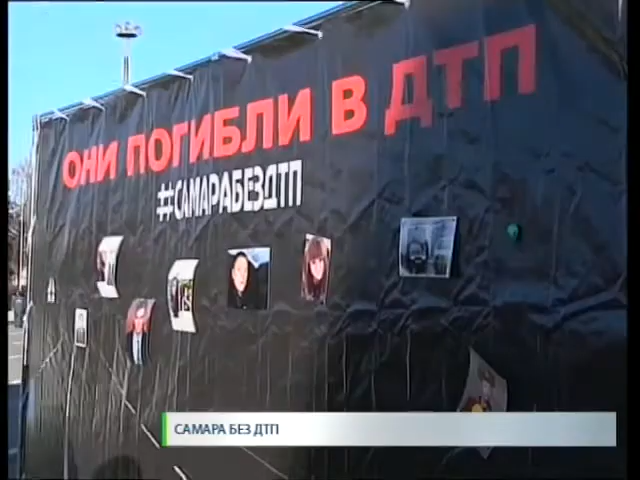 ОНИ ПОГИБЛИ В ДТП
#САМАРАБЕЗДТП
САМАРА БЕЗ ДТП